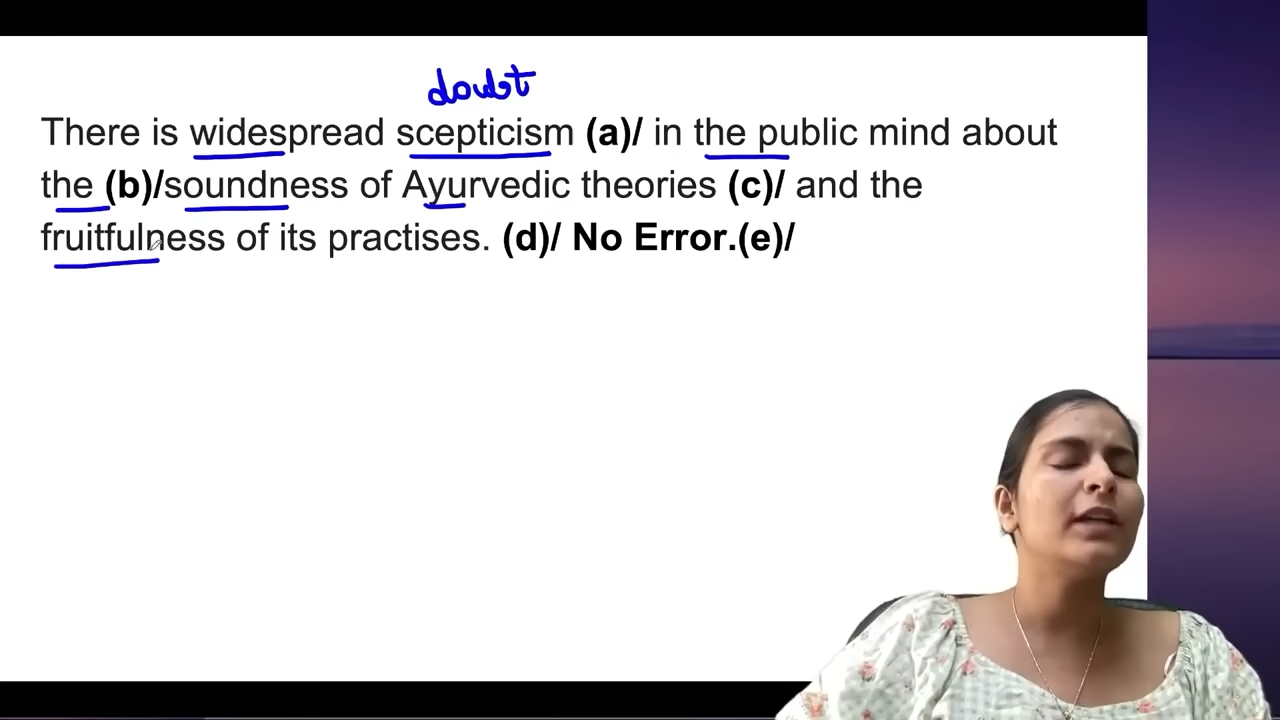 doubt
There is widespread scepticism (a)/ in the public mind about
the (b)/soundness of Ayurvedic theories (c)/ and the
fruitfulness of its practises. (d)/ No Error.(e)/